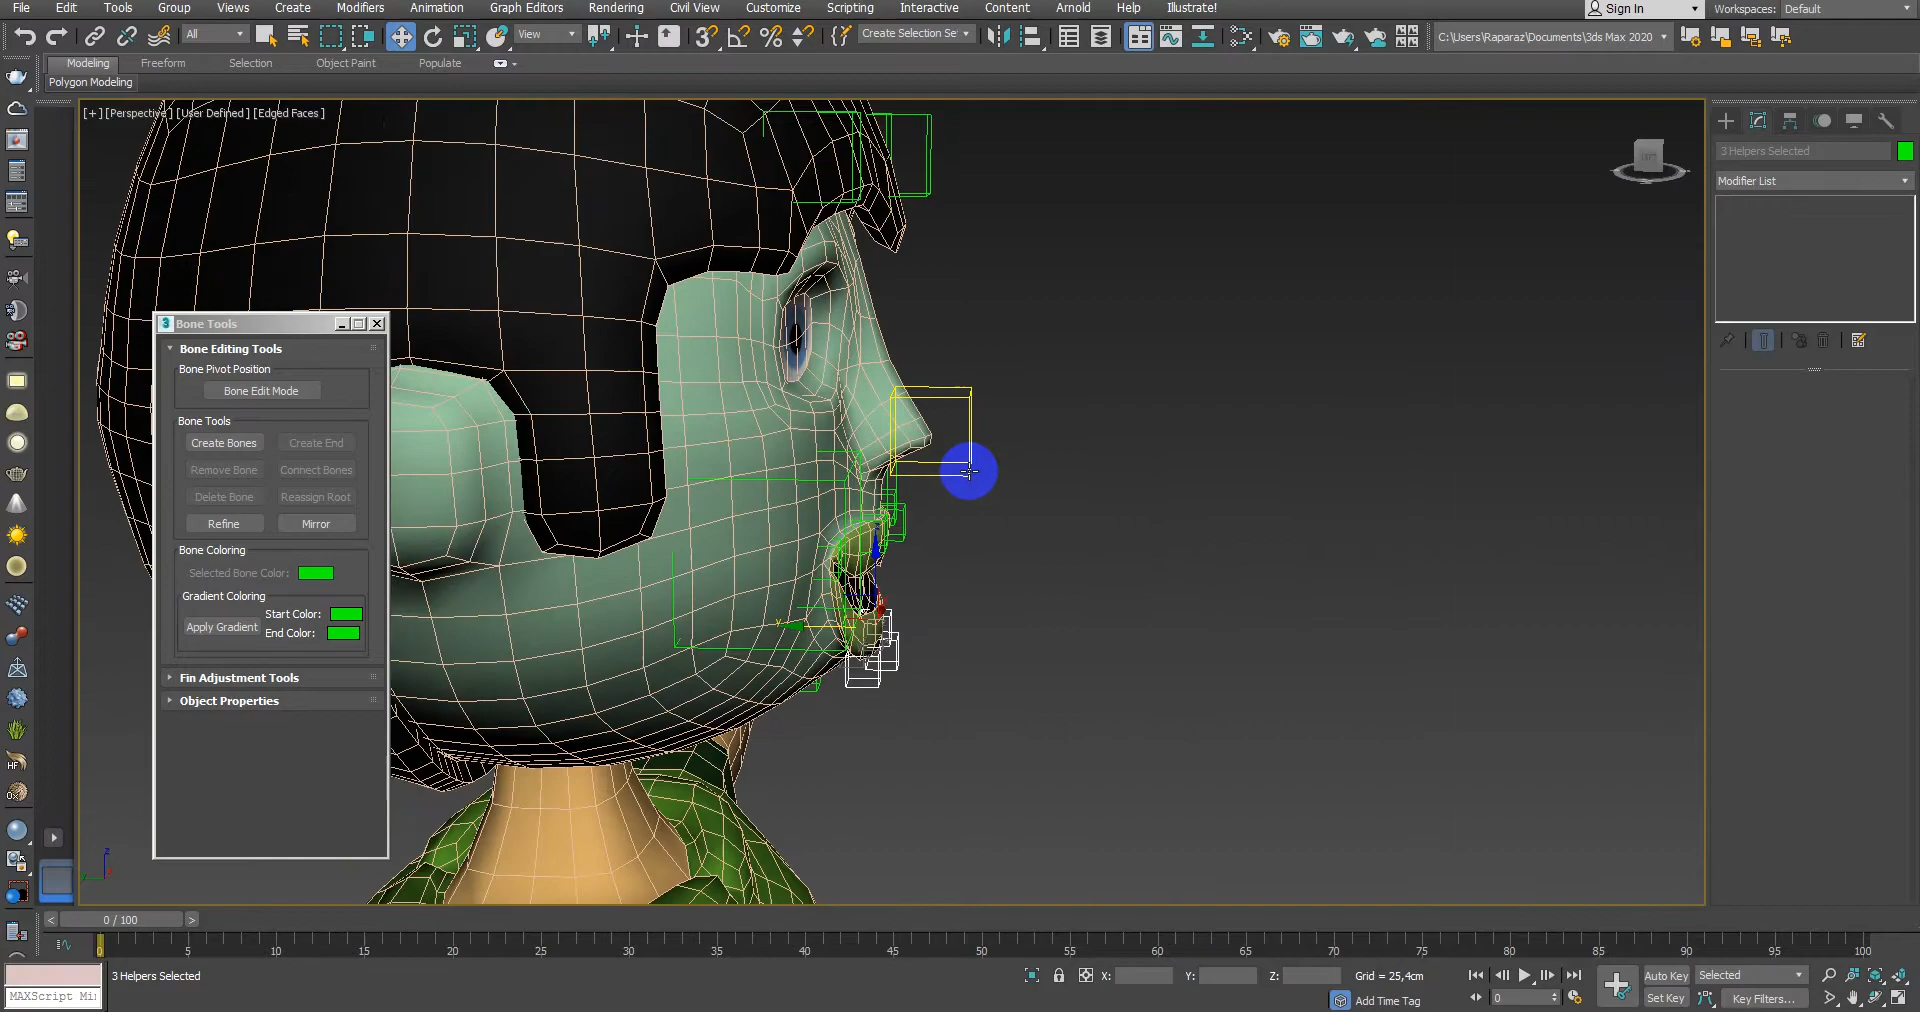 File Edit Tools Group Views Create Modifiers Animation Graph Editors Rendering Civil View Customize Scripting Interactive Content Arnold Help Illustrate! Sign In Workspaces: Default
All View Create Selection Se C:\Users\Raparaz\Documents\3ds Max 2020
Modeling Freeform Selection Object Paint Populate
Polygon Modeling
[+] [Perspective] [User Defined ] [Edged Faces ]
3 Helpers Selected
Modifier List
LEFT
3 Bone Tools
Bone Editing Tools
Bone Pivot Position
Bone Edit Mode
Bone Tools
Create Bones Create End
Remove Bone Connect Bones
Delete Bone Reassign Root
Refine Mirror
Bone Coloring
Selected Bone Color:
Gradient Coloring
Start Color:
Apply Gradient
End Color:
Fin Adjustment Tools
Object Properties
y
z
0 / 100
0 5 10 15 20 25 30 35 40 45 50 55 60 65 70 75 80 85 90 95 100
3 Helpers Selected X: Y: Z: Grid = 25,4cm Auto Key Selected
MAXScript Mi Add Time Tag 0 Set Key Key Filters...